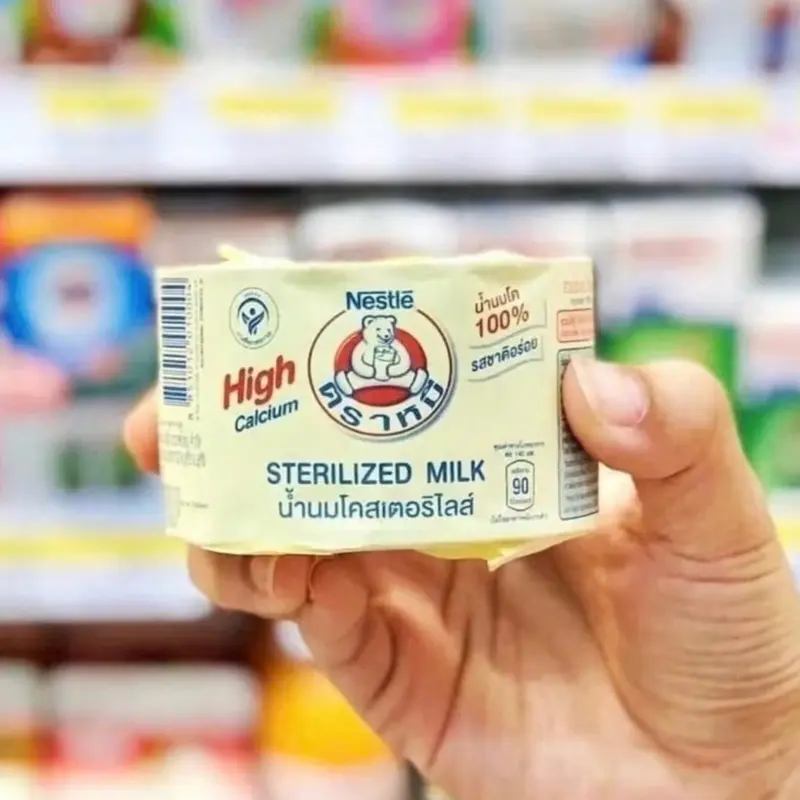 Nestlé
ตราหมี
High
Calcium
น้ำนมโค
100%
รสชาติอร่อย
STERILIZED MILK
น้ำนมโคสเตอริไลส์
90